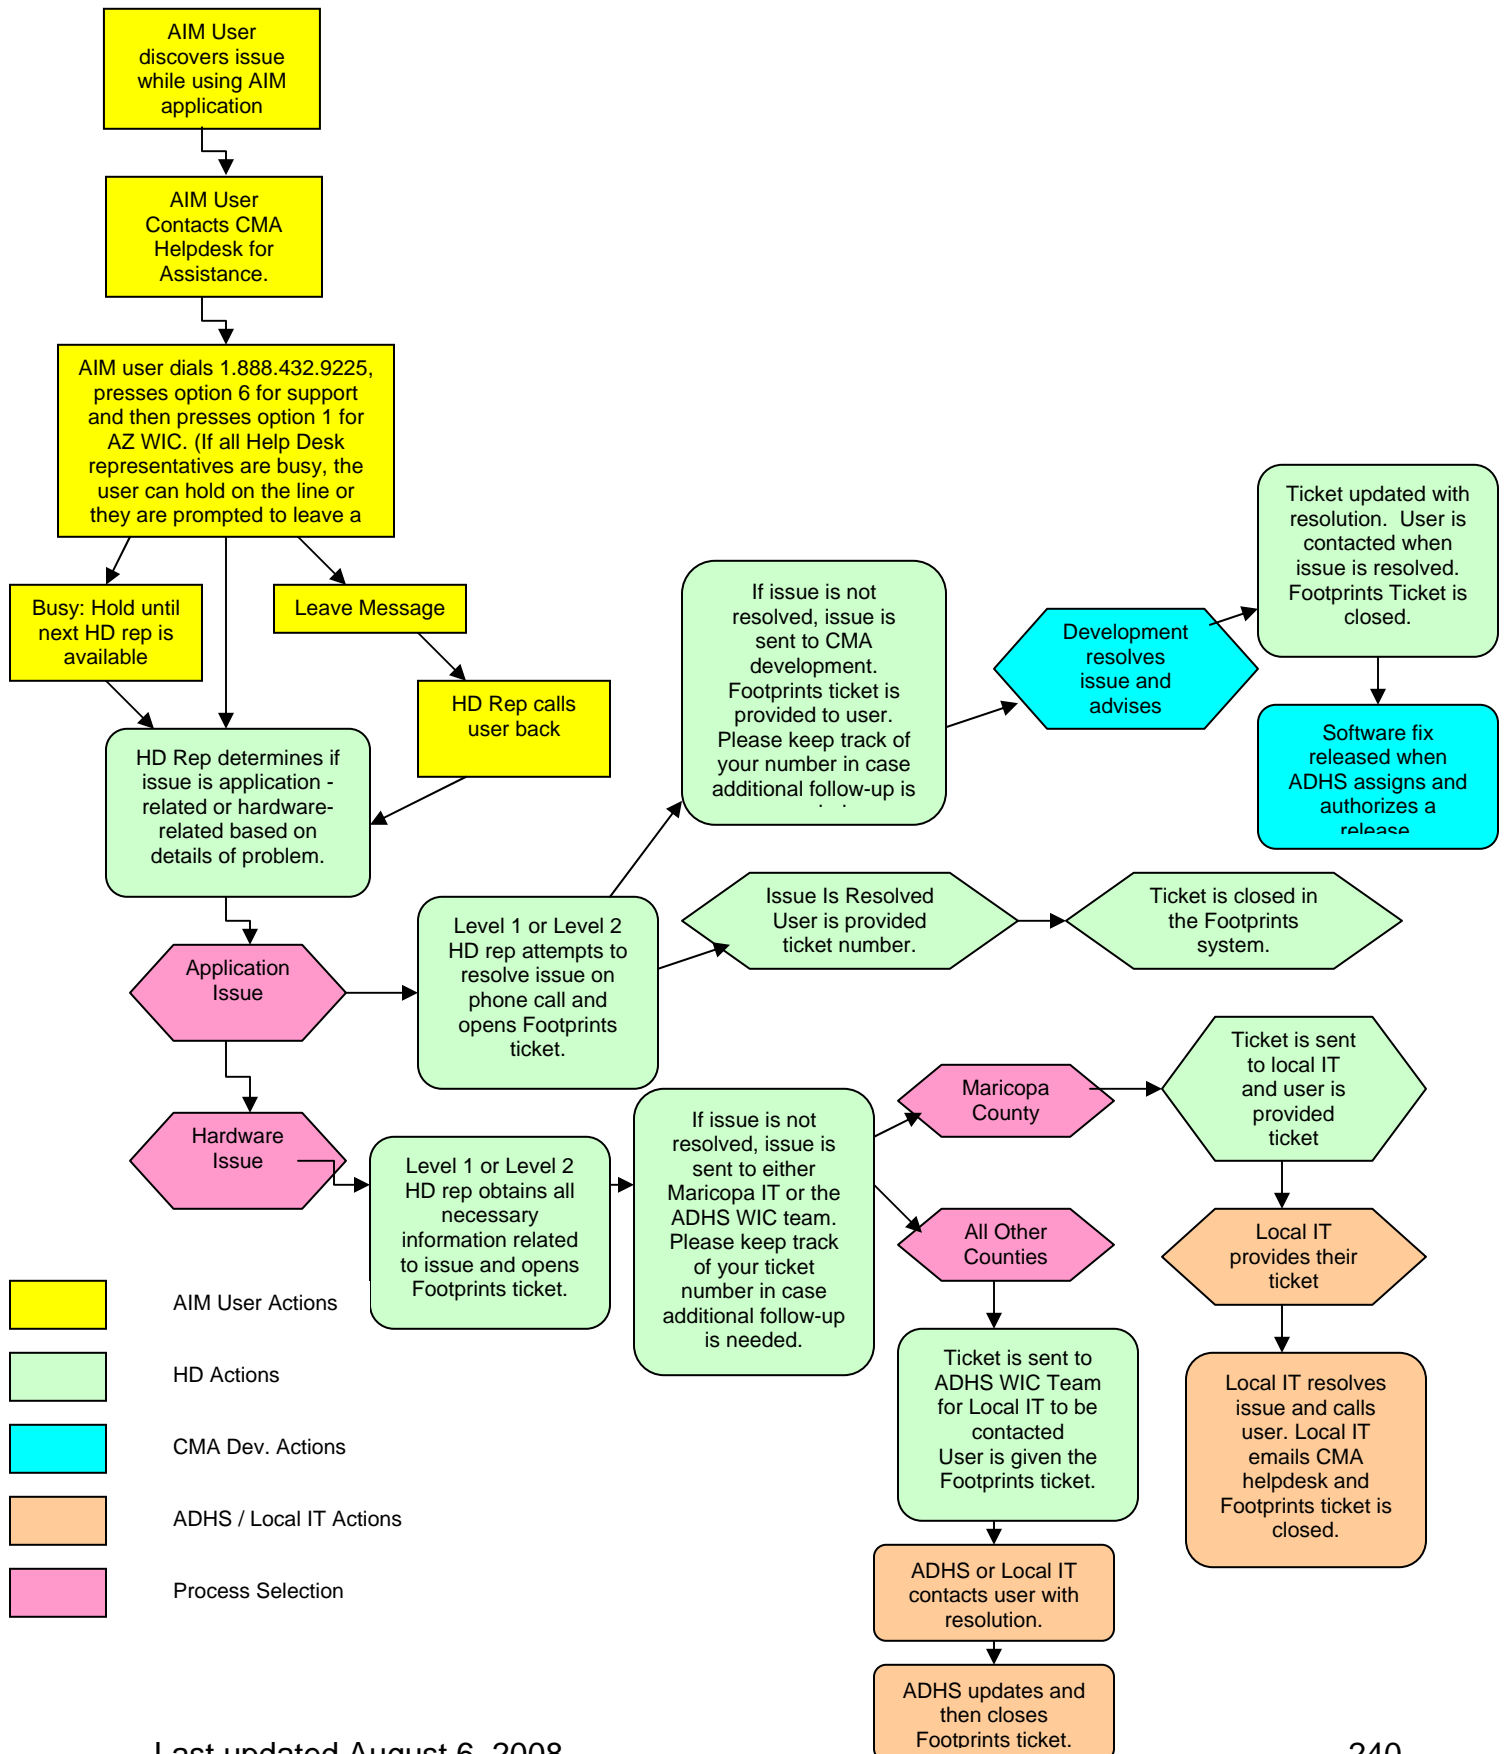 AIM User
discovers issue
while using AIM
application
AIM User
Contacts CMA
Helpdesk for
Assistance.
AIM user dials 1.888.432.9225,
presses option 6 for support
and then presses option 1 for
AZ WIC. (If all Help Desk
representatives are busy, the
user can hold on the line or
they are prompted to leave a
Busy: Hold until
next HD rep is
available
Leave Message
HD Rep calls
user back
HD Rep determines if
issue is application -
related or hardware-
related based on
details of problem.
If issue is not
resolved, issue is
sent to CMA
development.
Footprints ticket is
provided to user.
Please keep track of
your number in case
additional follow-up is
Development
resolves
issue and
advises
Ticket updated with
resolution.  User is
contacted when
issue is resolved.
Footprints Ticket is
closed.
Software fix
released when
ADHS assigns and
authorizes a
release
Application
Issue
Level 1 or Level 2
HD rep attempts to
resolve issue on
phone call and
opens Footprints
ticket.
Issue Is Resolved
User is provided
ticket number.
Ticket is closed in
the Footprints
system.
Hardware
Issue
Level 1 or Level 2
HD rep obtains all
necessary
information related
to issue and opens
Footprints ticket.
If issue is not
resolved, issue is
sent to either
Maricopa IT or the
ADHS WIC team.
Please keep track
of your ticket
number in case
additional follow-up
is needed.
Maricopa
County
Ticket is sent
to local IT
and user is
provided
ticket
All Other
Counties
Local IT
provides their
ticket
Ticket is sent to
ADHS WIC Team
for Local IT to be
contacted
User is given the
Footprints ticket.
Local IT resolves
issue and calls
user. Local IT
emails CMA
helpdesk and
Footprints ticket is
closed.
ADHS or Local IT
contacts user with
resolution.
ADHS updates and
then closes
Footprints ticket.
AIM User Actions
HD Actions
CMA Dev. Actions
ADHS / Local IT Actions
Process Selection
Last updated August 6, 2008
240